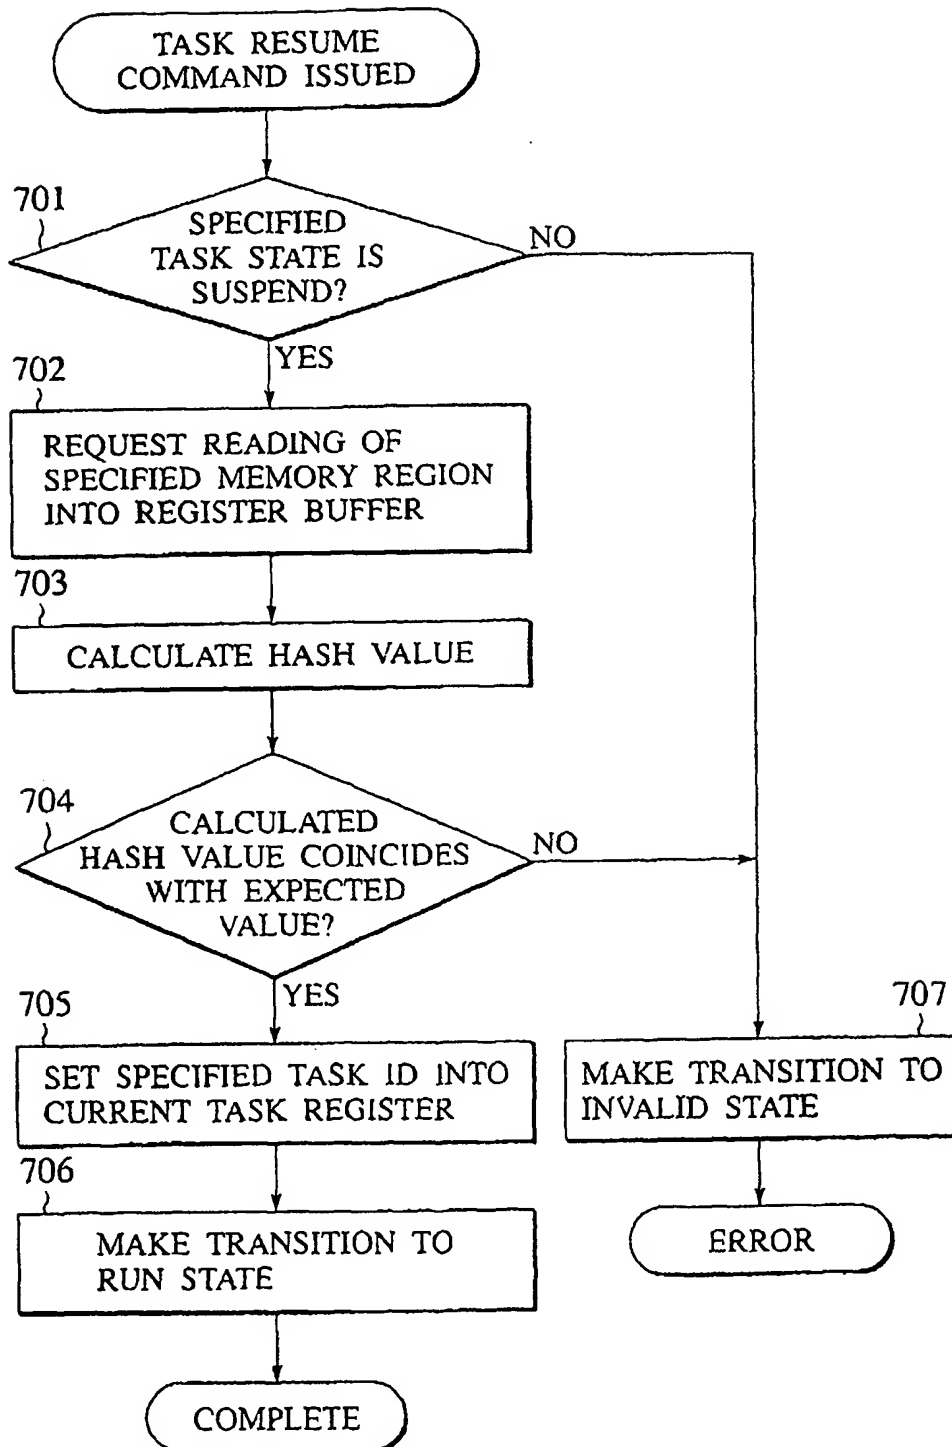 TASK RESUME
COMMAND ISSUED
701
SPECIFIED
TASK STATE IS
SUSPEND?
NO
YES
702
REQUEST READING OF
SPECIFIED MEMORY REGION
INTO REGISTER BUFFER
703
CALCULATE HASH VALUE
704
CALCULATED
HASH VALUE COINCIDES
WITH EXPECTED
VALUE?
NO
YES
705
SET SPECIFIED TASK ID INTO
CURRENT TASK REGISTER
707
MAKE TRANSITION TO
INVALID STATE
706
MAKE TRANSITION TO
RUN STATE
ERROR
COMPLETE